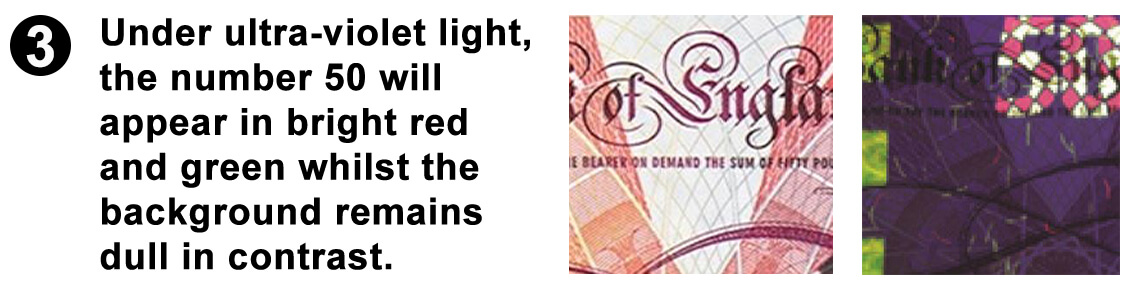 3
Under ultra-violet light,
the number 50 will
appear in bright red
and green whilst the
background remains
dull in contrast.
of England
BEARER ON DEMAND THE SUM OF FIFTY POU
of